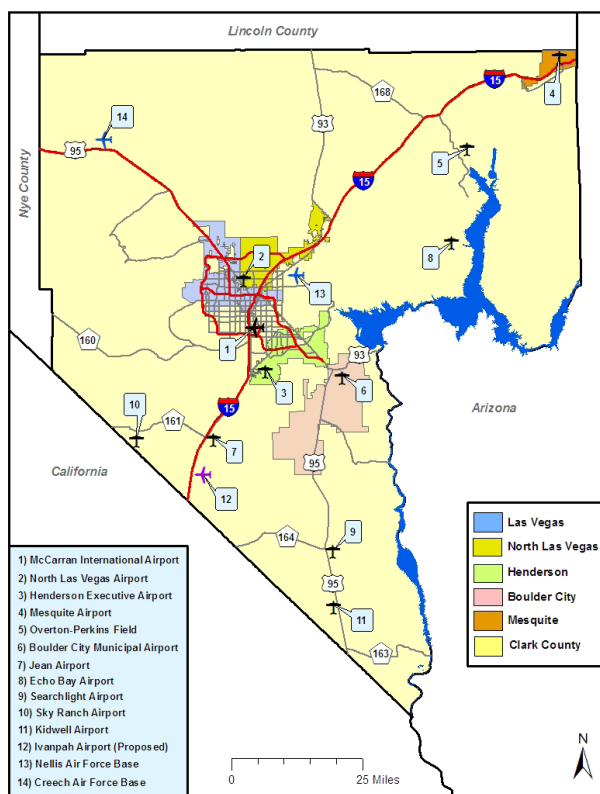 Lincoln County
Nye County
14
95
93
168
15
4
5
15
2
8
13
160
1
93
3
6
Arizona
10
161
15
7
95
California
12
164
9
95
11
163
Las Vegas
North Las Vegas
Henderson
Boulder City
Mesquite
Clark County
1) McCarran International Airport
2) North Las Vegas Airport
3) Henderson Executive Airport
4) Mesquite Airport
5) Overton-Perkins Field
6) Boulder City Municipal Airport
7) Jean Airport
8) Echo Bay Airport
9) Searchlight Airport
10) Sky Ranch Airport
11) Kidwell Airport
12) Ivanpah Airport (Proposed)
13) Nellis Air Force Base
14) Creech Air Force Base
0 25 Miles
N